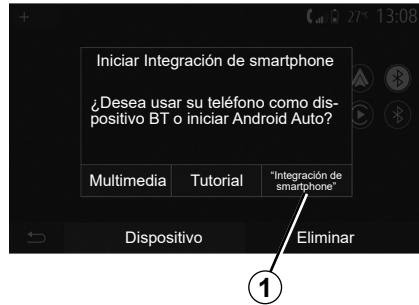 + 27°C 13:08
Iniciar Integración de smartphone
¿Desea usar su teléfono como dis-
positivo BT o iniciar Android Auto?
Multimedia Tutorial "Integración de
smartphone"
Dispositivo Eliminar
1